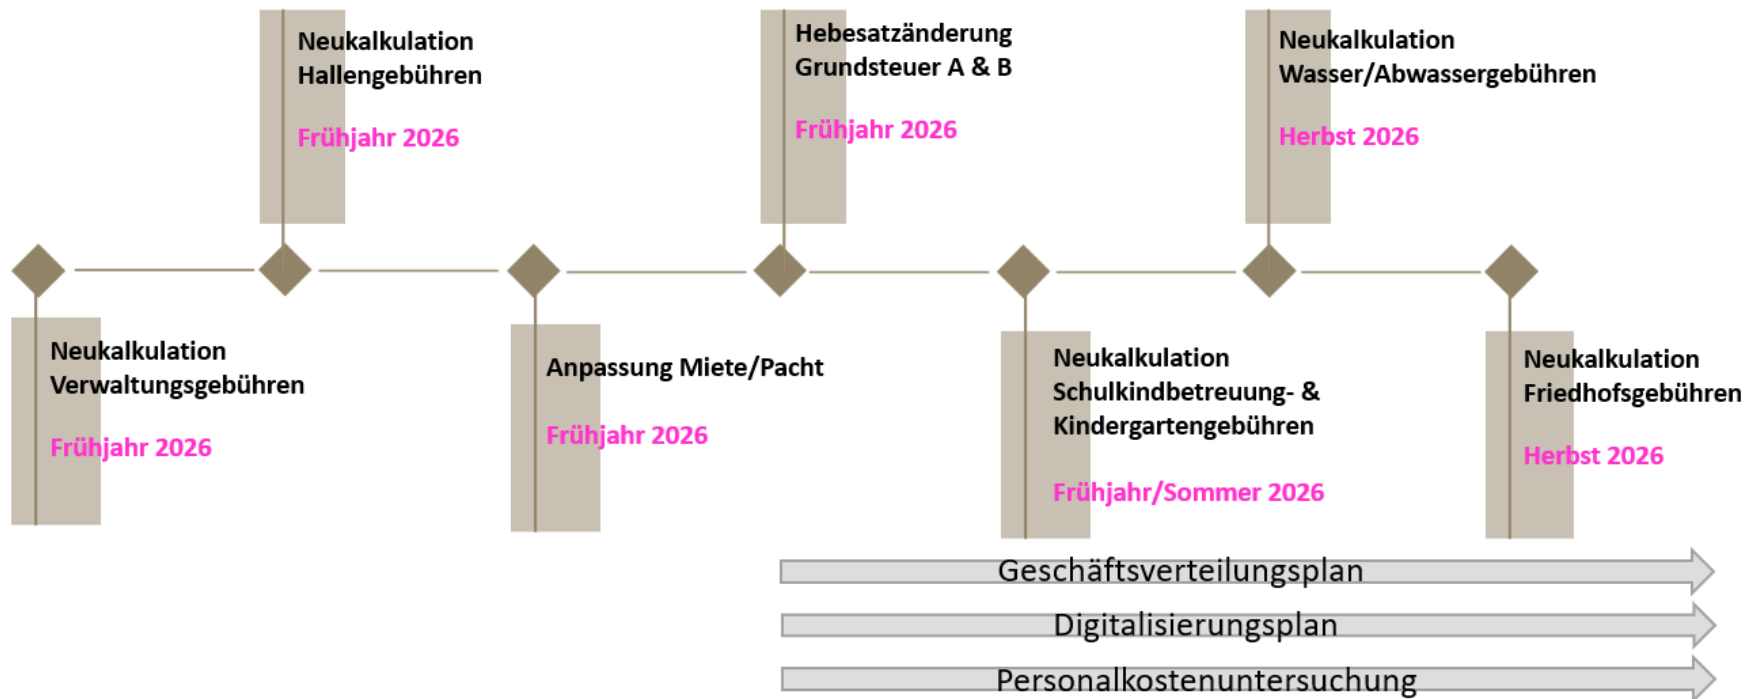 Neukalkulation
Hallengebühren
Frühjahr 2026
Hebesatzänderung
Grundsteuer A & B
Frühjahr 2026
Neukalkulation
Wasser/Abwassergebühren
Herbst 2026
Neukalkulation
Verwaltungsgebühren
Frühjahr 2026
Anpassung Miete/Pacht
Frühjahr 2026
Neukalkulation
Schulkindbetreuung- &
Kindergartengebühren
Frühjahr/Sommer 2026
Neukalkulation
Friedhofsgebühren
Herbst 2026
Geschäftsverteilungsplan
Digitalisierungsplan
Personalkostenuntersuchung